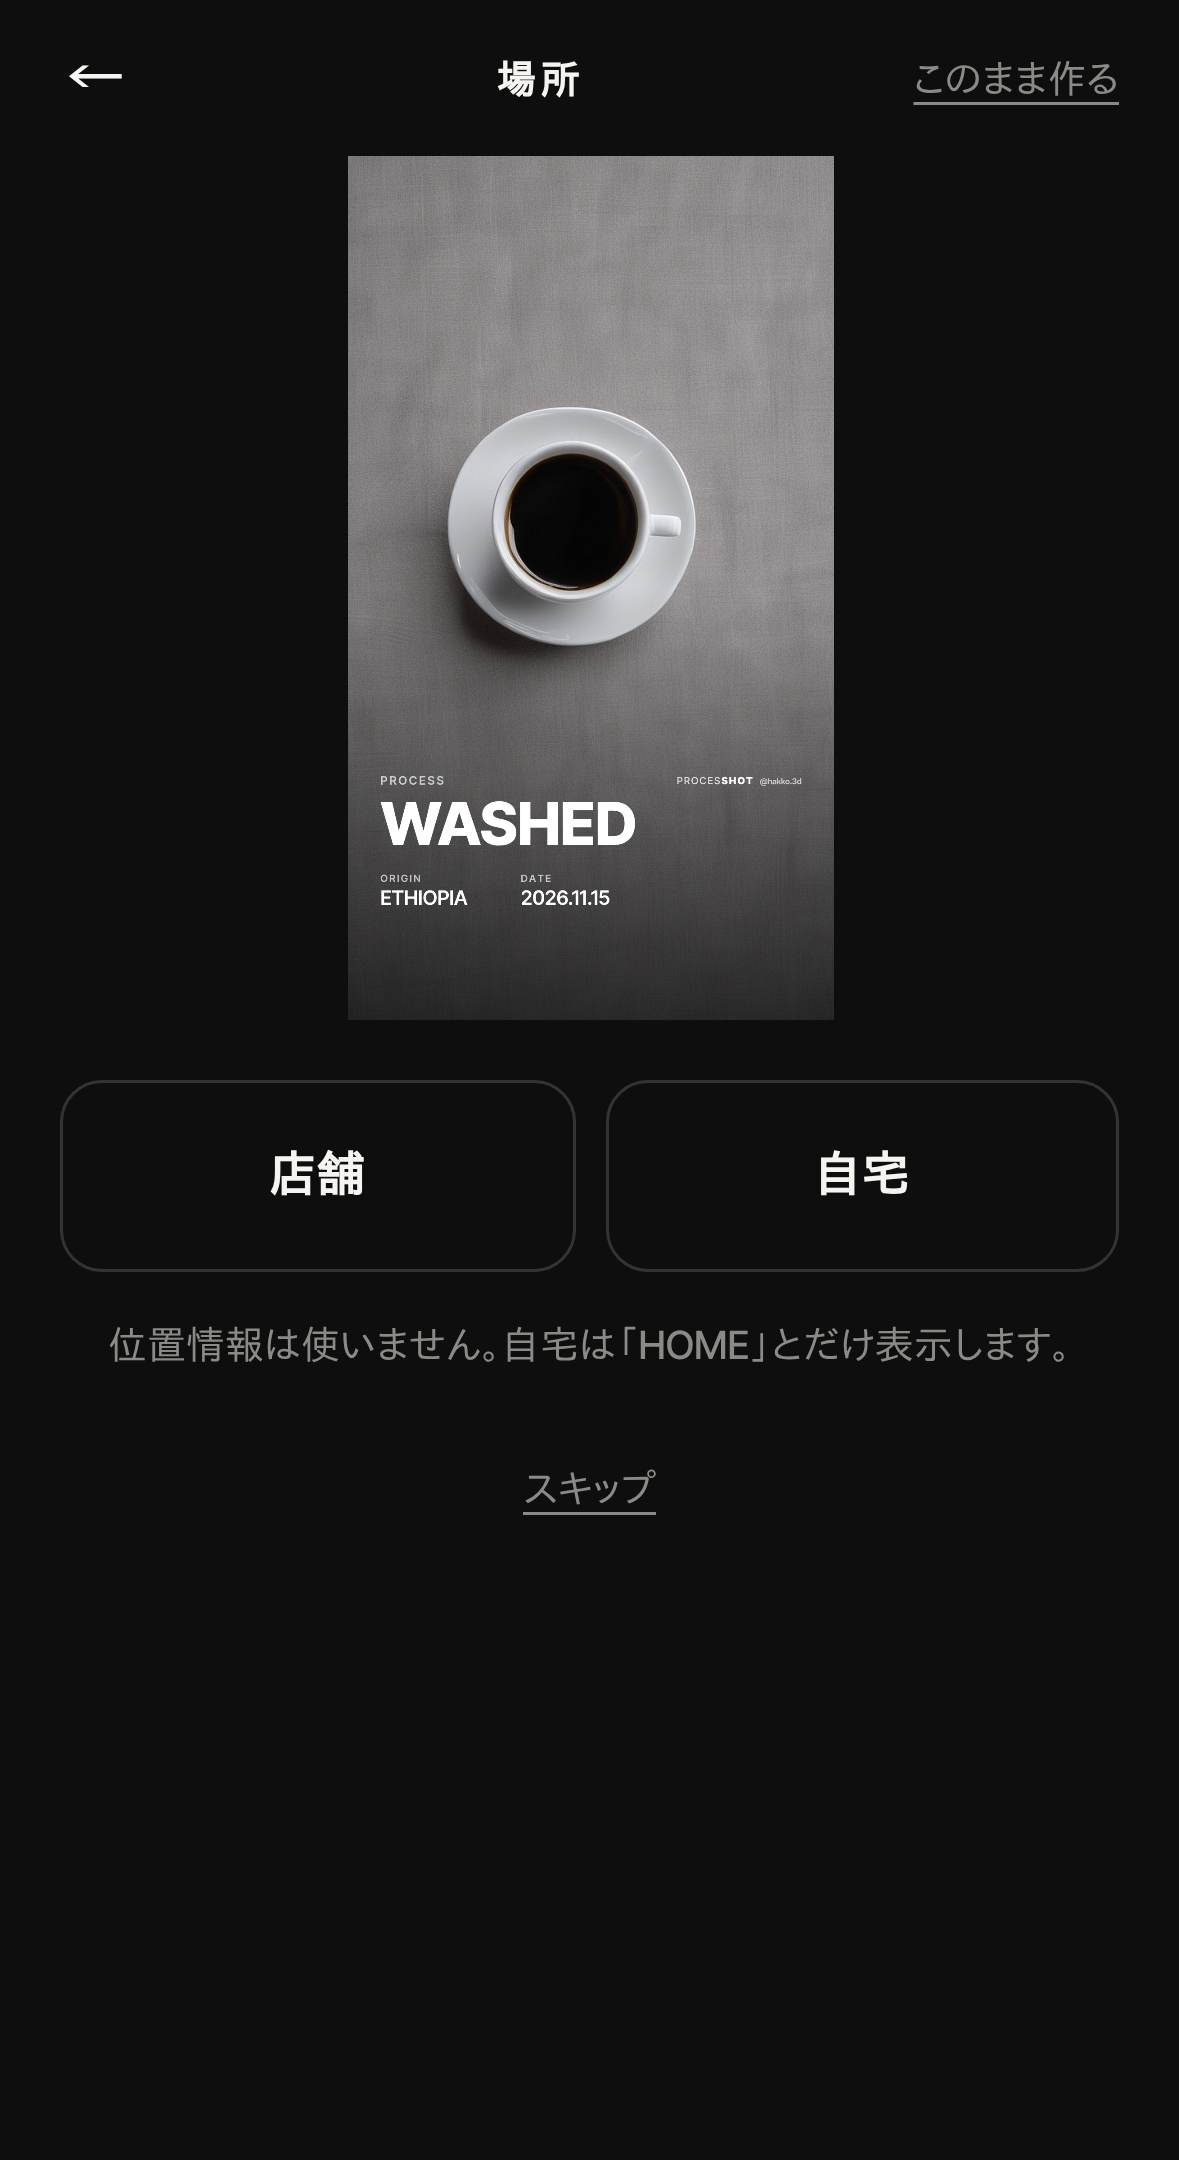 場所
このまま作る
PROCESS
PROCESSHOT @hakko.3d
WASHED
ORIGIN
DATE
ETHIOPIA
2026.11.15
店舗
自宅
位置情報は使いません。自宅は「HOME」とだけ表示します。
スキップ